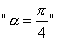 "α = π/4"